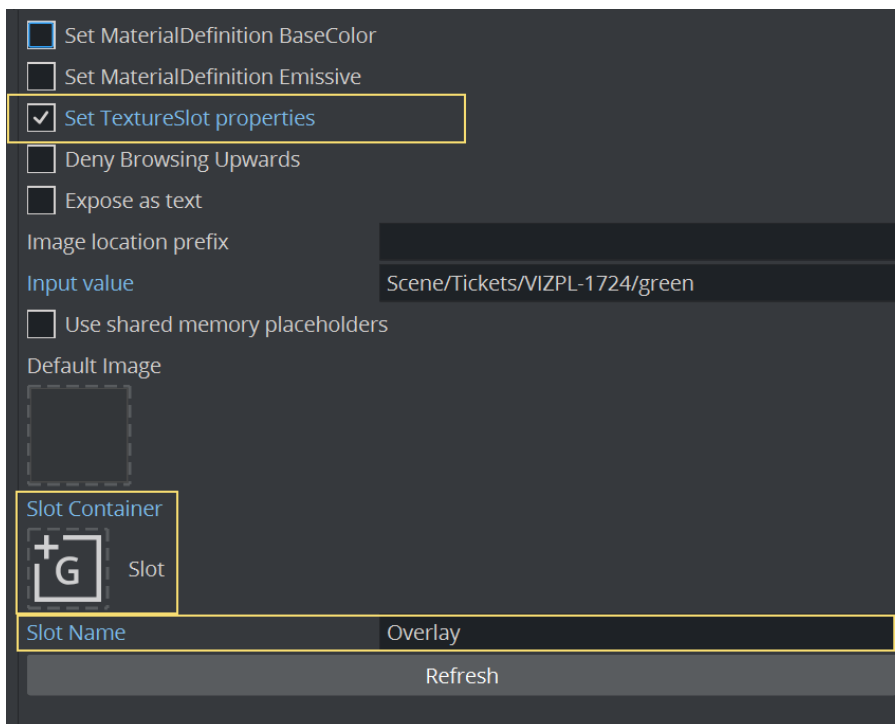 Set MaterialDefinition BaseColor
Set MaterialDefinition Emissive
Set TextureSlot properties
Deny Browsing Upwards
Expose as text
Image location prefix
Input value Scene/Tickets/VIZPL-1724/green
Use shared memory placeholders
Default Image
Slot Container
G Slot
Slot Name Overlay
Refresh